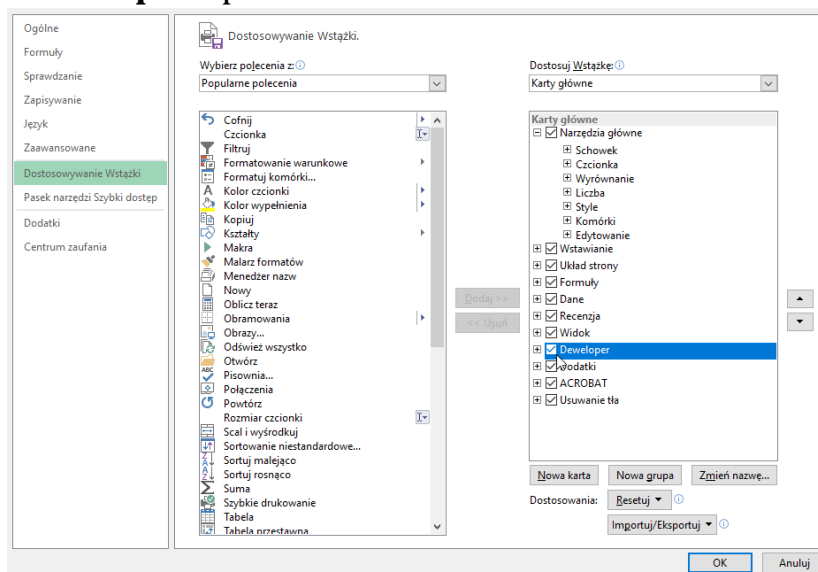 Ogólne
Formuły
Sprawdzanie
Zapisywanie
Język
Zaawansowane
Dostosowywanie Wstążki
Pasek narzędzi Szybki dostęp
Dodatki
Centrum zaufania
Dostosowywanie Wstążki.
Wybierz polecenia z:
Popularne polecenia
Cofnij
Czcionka
Filtruj
Formatowanie warunkowe
Formatuj komórki...
Kolor czcionki
Kolor wypełnienia
Kopiuj
Kształty
Makra
Malarz formatów
Menedżer nazw
Nowy
Oblicz teraz
Obramowania
Obrazy...
Odśwież wszystko
Otwórz
Pisownia...
Połączenia
Powtórz
Rozmiar czcionki
Scal i wyśrodkuj
Sortowanie niestandardowe...
Sortuj malejąco
Sortuj rosnąco
Suma
Szybkie drukowanie
Tabela
Tabela przestawna
Dodaj >>
<< Usuń
Dostosuj Wstążkę:
Karty główne
Karty główne
Narzędzia główne
Schowek
Czcionka
Wyrównanie
Liczba
Style
Komórki
Edytowanie
Wstawianie
Układ strony
Formuły
Dane
Recenzja
Widok
Deweloper
Dodatki
ACROBAT
Usuwanie tła
Nowa karta Nowa grupa Zmień nazwę...
Dostosowania: Resetuj
Importuj/Eksportuj
OK Anuluj